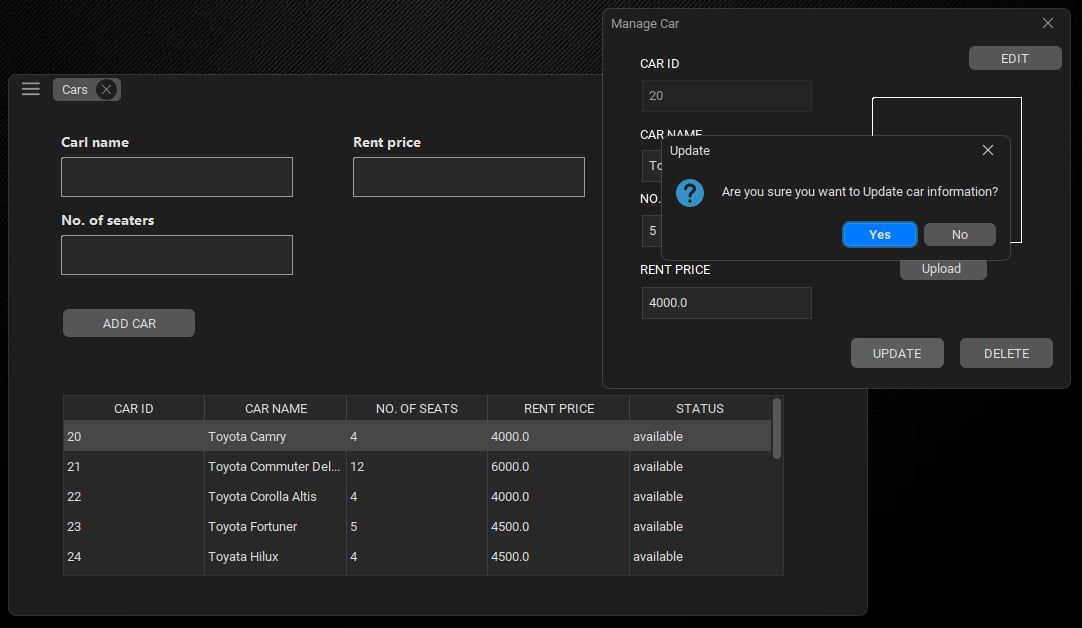 Manage Car
CAR ID
EDIT
20
CAR NAME
To
NO.
5
RENT PRICE
4000.0
Upload
UPDATE
DELETE
Update
?
Are you sure you want to Update car information?
Yes
No
Cars
Carl name
Rent price
No. of seaters
ADD CAR
CAR ID CAR NAME NO. OF SEATS RENT PRICE STATUS
20 Toyota Camry 4 4000.0 available
21 Toyota Commuter Del... 12 6000.0 available
22 Toyota Corolla Altis 4 4000.0 available
23 Toyota Fortuner 5 4500.0 available
24 Toyata Hilux 4 4500.0 available